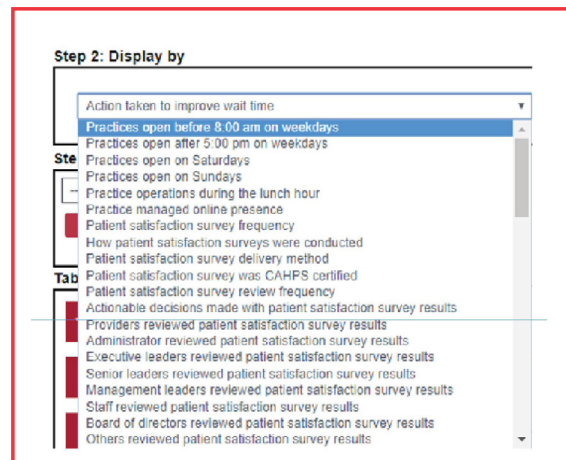 Step 2: Display by
Action taken to improve wait time
Practices open before 8:00 am on weekdays
Practices open after 5:00 pm on weekdays
Ste
Practices open on Saturdays
Practices open on Sundays
Practice operations during the lunch hour
Practice managed online presence
Patient satisfaction survey frequency
How patient satisfaction surveys were conducted
Patient satisfaction survey delivery method
Tab
Patient satisfaction survey was CAHPS certified
Patient satisfaction survey review frequency
Actionable decisions made with patient satisfaction survey results
Providers reviewed patient satisfaction survey results
Administrator reviewed patient satisfaction survey results
Executive leaders reviewed patient satisfaction survey results
Senior leaders reviewed patient satisfaction survey results
Management leaders reviewed patient satisfaction survey results
Staff reviewed patient satisfaction survey results
Board of directors reviewed patient satisfaction survey results
Others reviewed patient satisfaction survey results